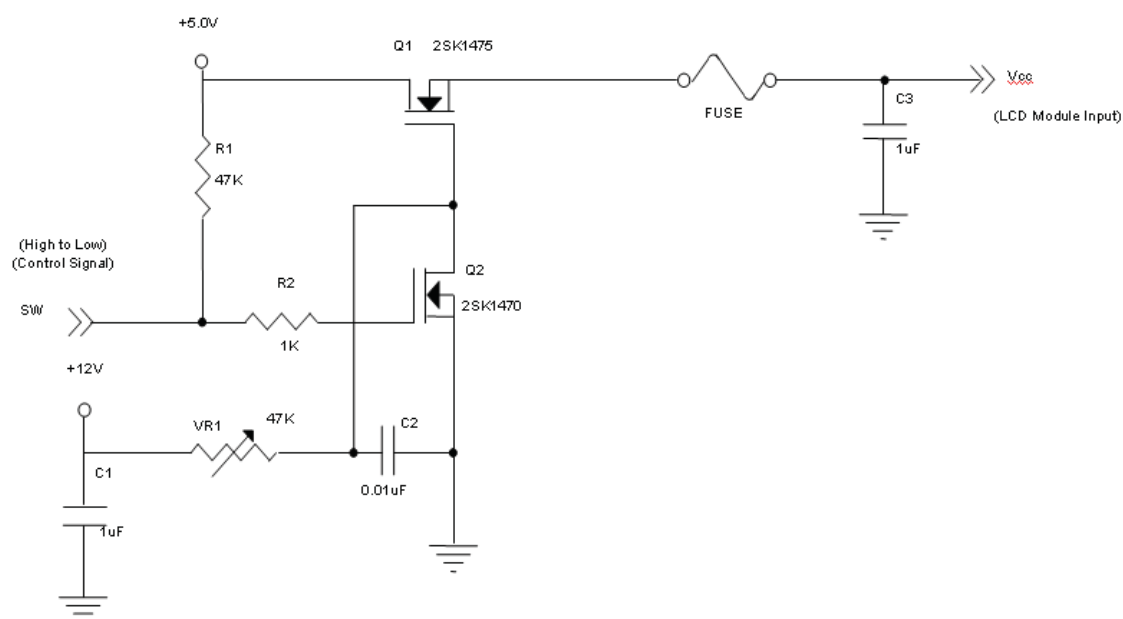 +5.0V
Q1 2SK1475
FUSE
Vcc
(LCD Module Input)
C3
1uF
R1
47K
(High to Low)
(Control Signal)
SW
R2
1K
Q2
2SK1470
+12V
VR1
47K
C2
0.01uF
C1
1uF